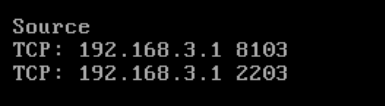 Source
TCP: 192.168.3.1 8103
TCP: 192.168.3.1 2203